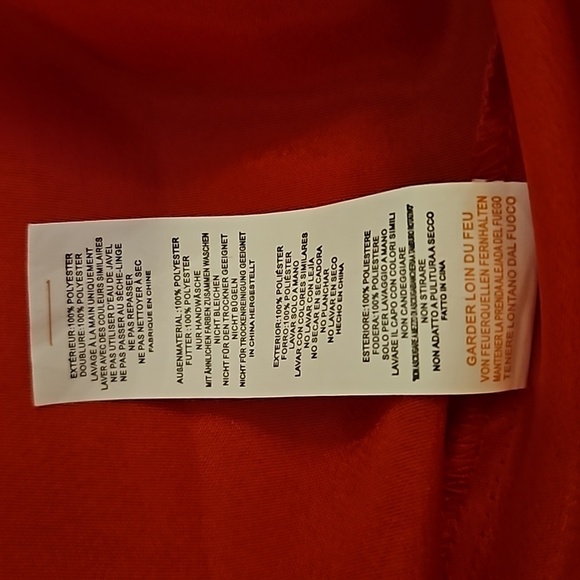 EXTÉRIEUR:100% POLYESTER
DOUBLURE:100% POLYESTER
LAVAGE À LA MAIN UNIQUEMENT
LAVER AVEC DES COULEURS SIMILAIRES
NE PAS UTILISER D'EAU DE JAVEL
NE PAS PASSER AU SÈCHE-LINGE
NE PAS REPASSER
NE PAS NETTOYER À SEC
FABRIQUE EN CHINE
AUSENMATERIAL:100% POLYESTER
FUTTER:100% POLYESTER
NUR HANDWÄSCHE
MIT ÄHNLICHEN FARBEN ZUSAMMEN WASCHEN
NICHT BLEICHEN
NICHT FÜR DEN TROCKNER GEEIGNET
NICHT BÜGELN
NICHT FÜR TROCKENREINIGUNG GEEIGNET
IN CHINA HERGESTELLT
EXTERIOR:100% POLIÉSTER
FORRO:100% POLIÉSTER
LAVAR SOLO A MANO
LAVAR CON COLORES SIMILARES
NO USAR CON LEJÍA
NO SECAR EN SECADORA
NO PLANCHAR
NO LAVAR EN SECO
HECHO EN CHINA
ESTERIORE:100% POLIESTERE
FODERA:100% POLIESTERE
SOLO PER LAVAGGIO A MANO
LAVARE IL CAPO CON COLORI SIMILI
NON CANDEGGIARE
NON STIRARE
NON ADATTO A PULITURA A SECCO
FATTO IN CINA
GARDER LOIN DU FEU
VON FEUERQUELLEN FERNHALTEN
MANTENER LA PRENDA ALEJADA DEL FUEGO
TENERE LONTANO DAL FUOCO